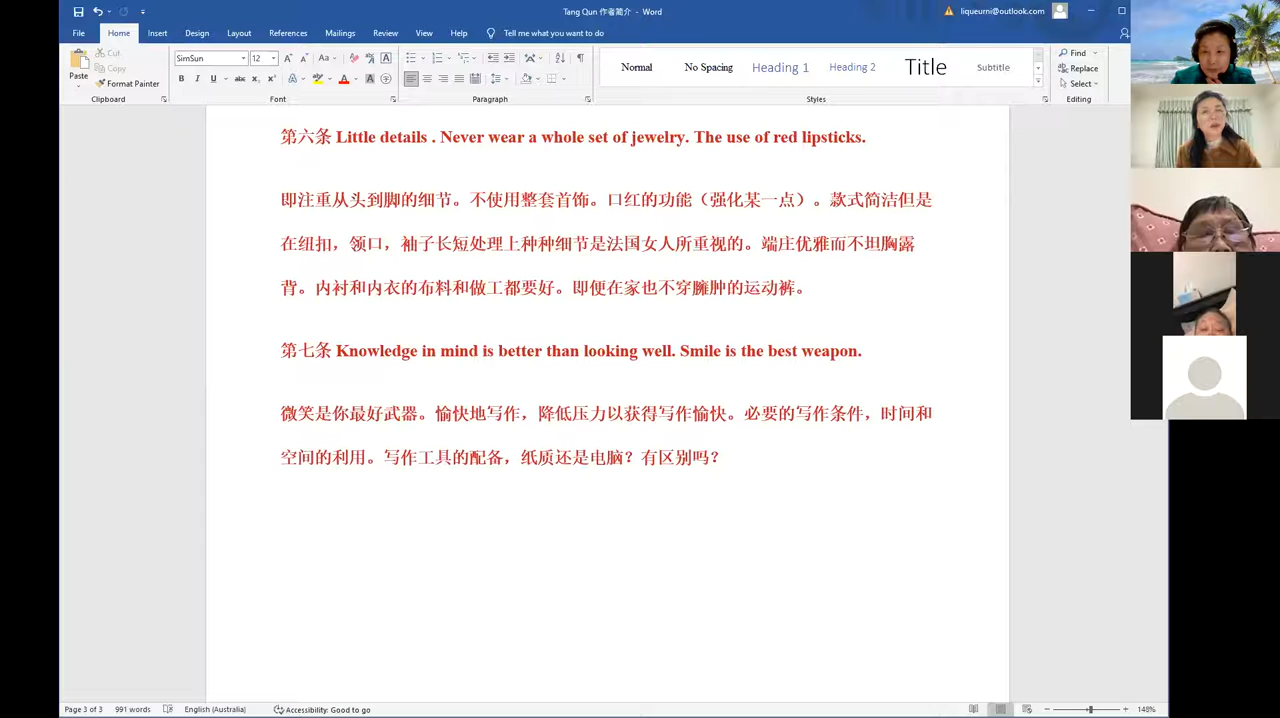 Tang Qun 作者简介 - Word
liqueurni@outlook.com
File Home Insert Design Layout References Mailings Review View Help Tell me what you want to do
Paste
Cut
Copy
Format Painter
Clipboard
SimSun 12
Font
Paragraph
Normal No Spacing Heading 1 Heading 2 Title Subtitle
Styles
Find
Replace
Select
Editing
第六条 Little details . Never wear a whole set of jewelry. The use of red lipsticks.
即注重从头到脚的细节。不使用整套首饰。口红的功能（强化某一点）。款式简洁但是
在纽扣，领口，袖子长短处理上种种细节是法国女人所重视的。端庄优雅而不坦胸露
背。内衬和内衣的布料和做工都要好。即便在家也不穿臃肿的运动裤。
第七条 Knowledge in mind is better than looking well. Smile is the best weapon.
微笑是你最好武器。愉快地写作，降低压力以获得写作愉快。必要的写作条件，时间和
空间的利用。写作工具的配备，纸质还是电脑？有区别吗？
Page 3 of 3 991 words English (Australia) Accessibility: Good to go 148%